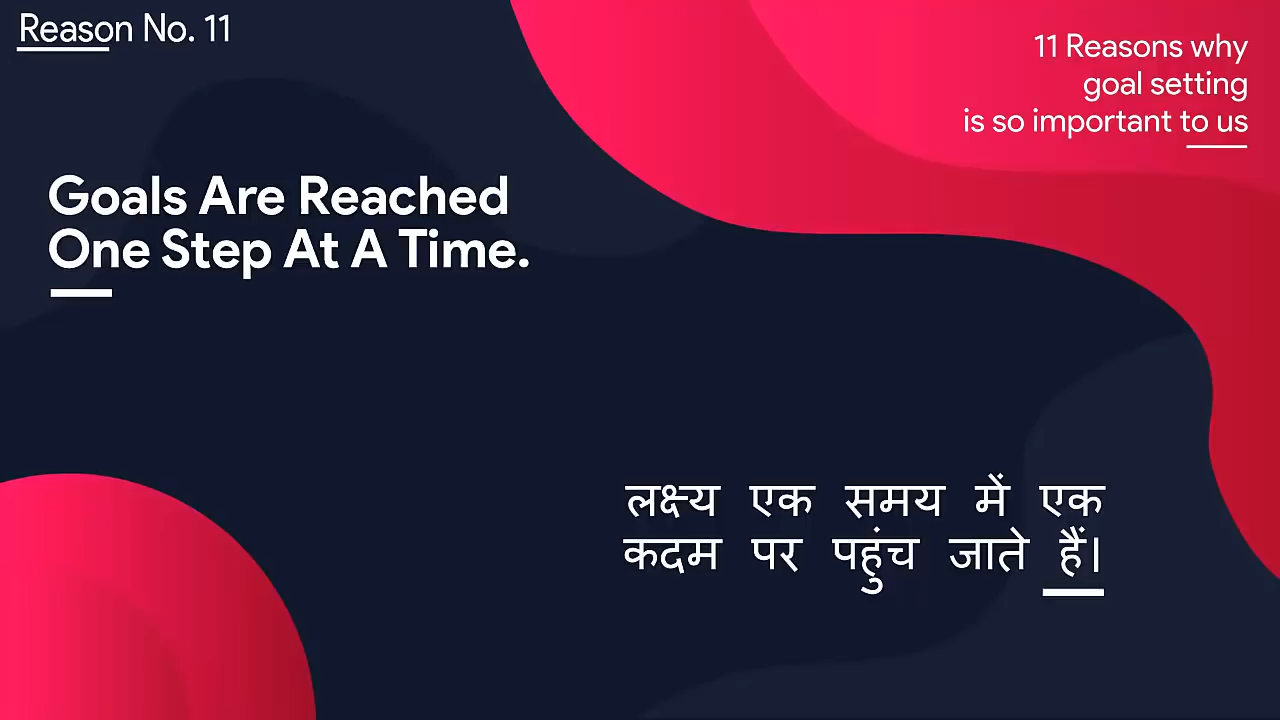 Reason No. 11
11 Reasons why
goal setting
is so important to us
Goals Are Reached
One Step At A Time.
लक्ष्य एक समय में एक
कदम पर पहुंच जाते हैं।